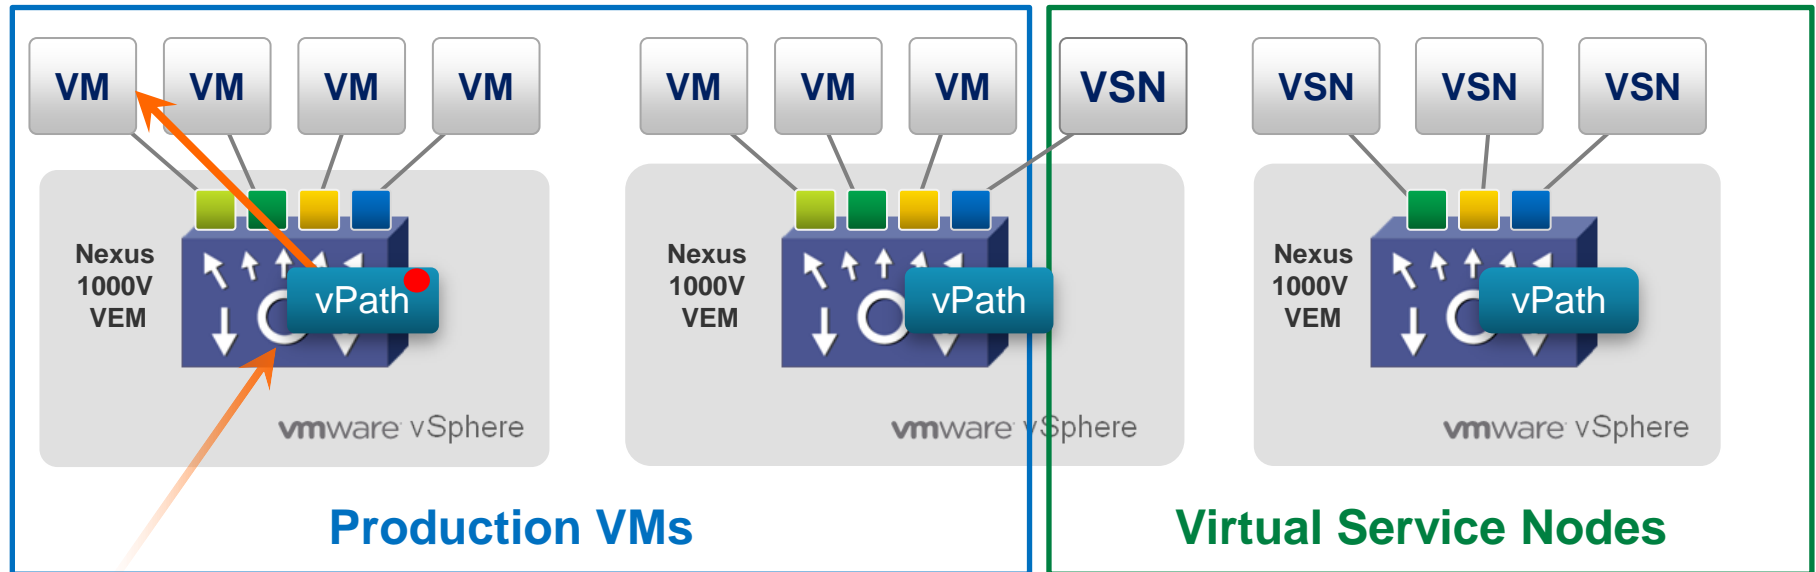 VM VM VM VM VM VM VM VSN VSN VSN VSN
Nexus
1000V
VEM
vPath
vmware vSphere
Nexus
1000V
VEM
vPath
vmware vSphere
Nexus
1000V
VEM
vPath
vmware vSphere
Production VMs
Virtual Service Nodes